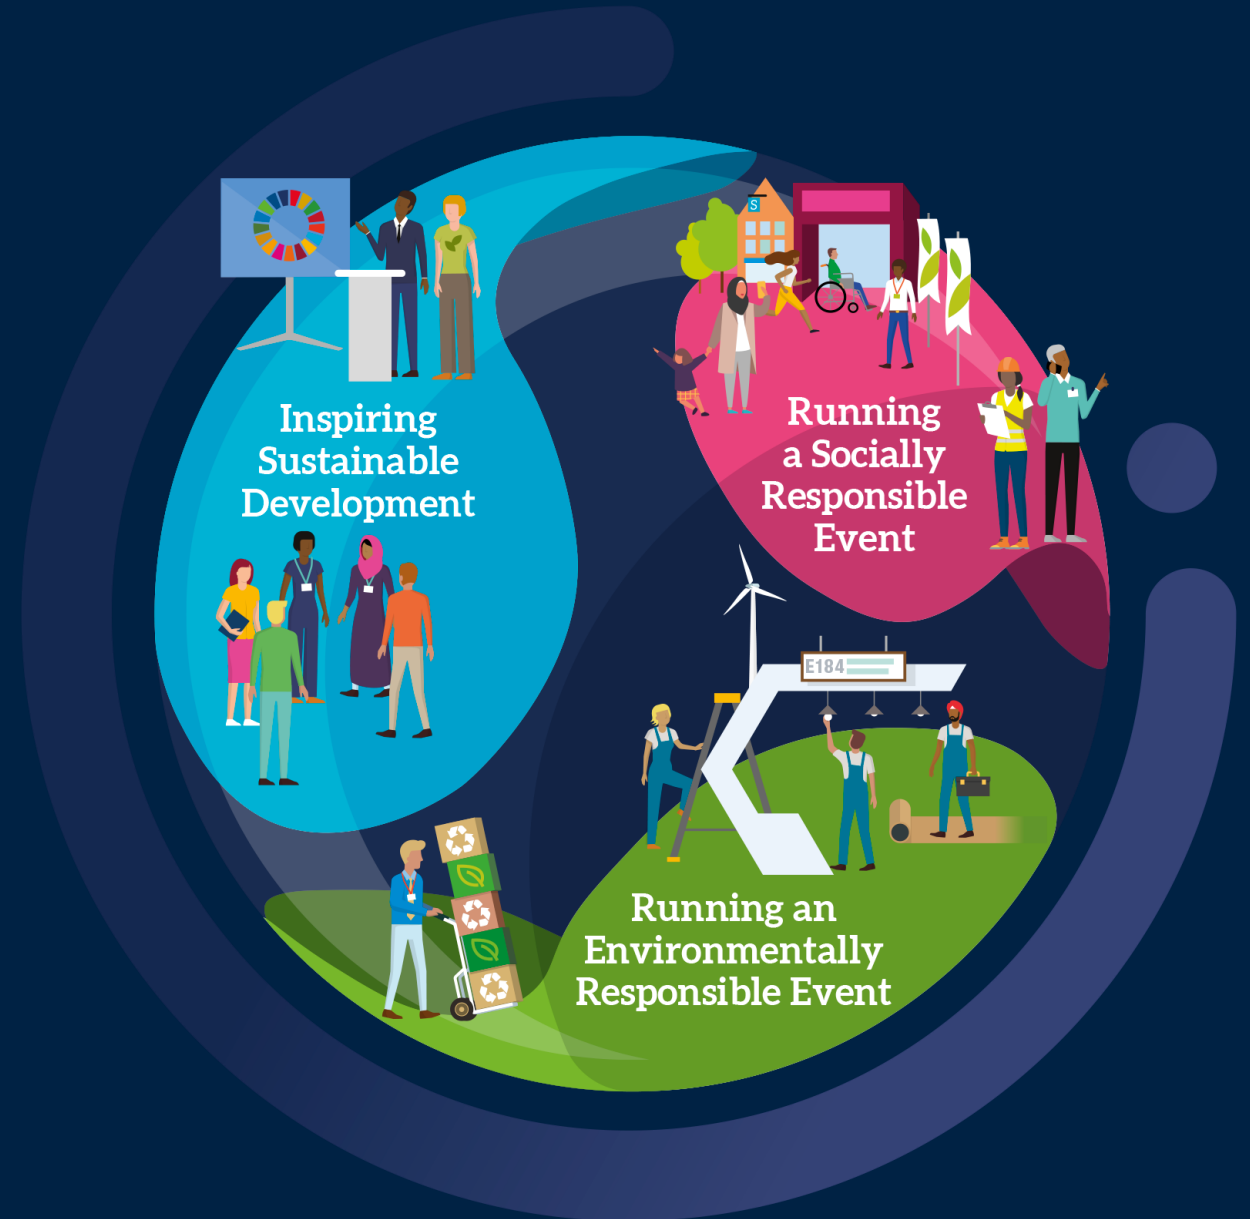 Inspiring
Sustainable
Development
S
Running
a Socially
Responsible
Event
E184
Running an
Environmentally
Responsible Event